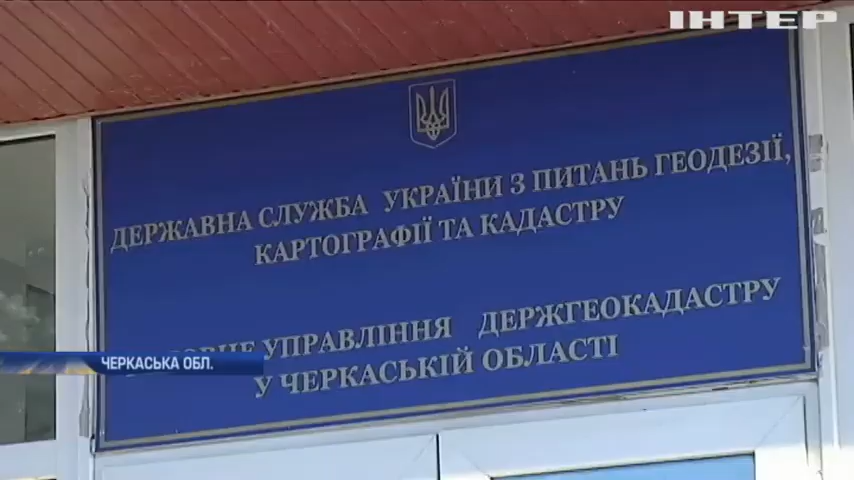 ІНТЕР
ДЕРЖАВНА СЛУЖБА УКРАЇНИ З ПИТАНЬ ГЕОДЕЗІЇ,
КАРТОГРАФІЇ ТА КАДАСТРУ
УПРАВЛІННЯ ДЕРЖГЕОКАДАСТРУ
У ЧЕРКАСЬКІЙ ОБЛАСТІ
ЧЕРКАСЬКА ОБЛ.